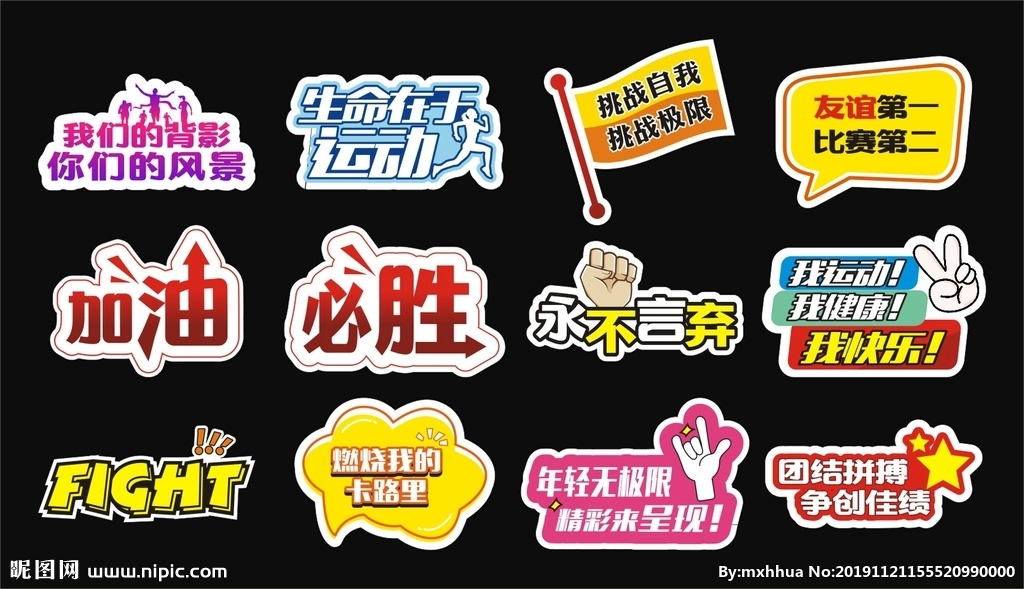 我们的背影
你们的风景
生命在于
运动
挑战自我
挑战极限
友谊第一
比赛第二
加油
必胜
永不言弃
我运动!
我健康!
我快乐!
FIGHT!!!
燃烧我的
卡路里
年轻无极限
精彩来呈现!
团结拼搏
争创佳绩
昵图网 www.nipic.com
By:mxhhua No:20191121155520990000